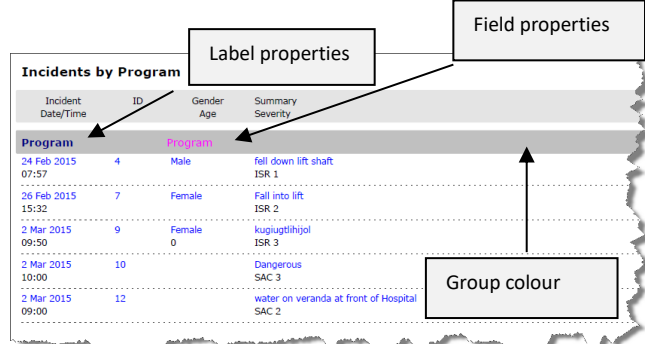 Field properties
Label properties
Incidents by Program
Incident ID Gender Summary
Date/Time Age Severity
Program Program
24 Feb 2015 4 Male fell down lift shaft
07:57 ISR 1
26 Feb 2015 7 Female Fall into lift
15:32 ISR 2
2 Mar 2015 9 Female kugiugtlihijol
09:50 0 ISR 3
2 Mar 2015 10 Dangerous
10:00 SAC 3
2 Mar 2015 12 water on veranda at front of Hospital
09:00 SAC 2
Group colour